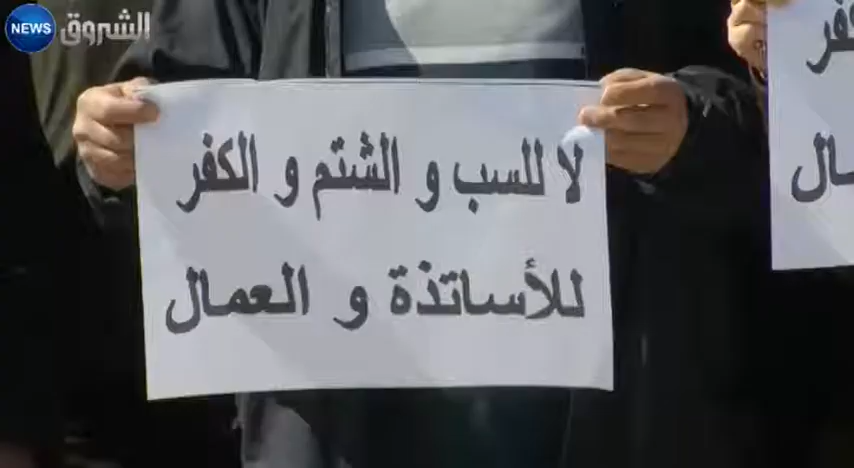 NEWS الشروق
لا للسب و الشتم و الكفر
للأساتذة و العمال